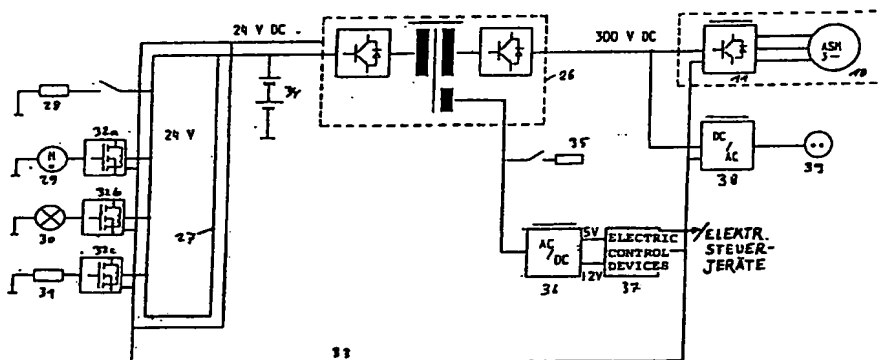 24 V DC
300 V DC
ASM
3~
11
10
26
34
28
24 V
32a
M
29
32b
30
27
32c
31
35
DC
AC
38
39
AC
DC
36
5V
12V
ELECTRIC
CONTROL
DEVICES
37
ELEKTR.
STEUER-
JERÄTE
33